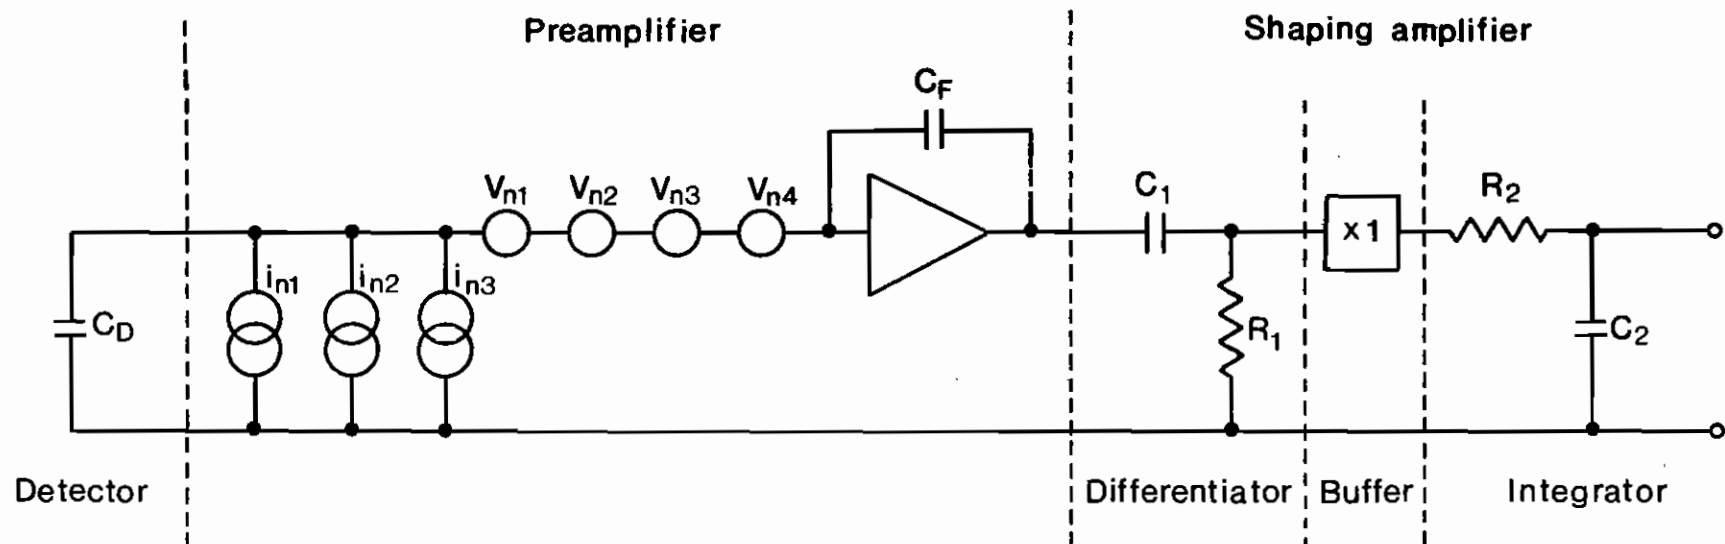 Preamplifier
Shaping amplifier
C_F
V_n1 V_n2 V_n3 V_n4
C_1
R_2
x1
i_n1 i_n2 i_n3
C_D
R_1
C_2
Detector
Differentiator
Buffer
Integrator